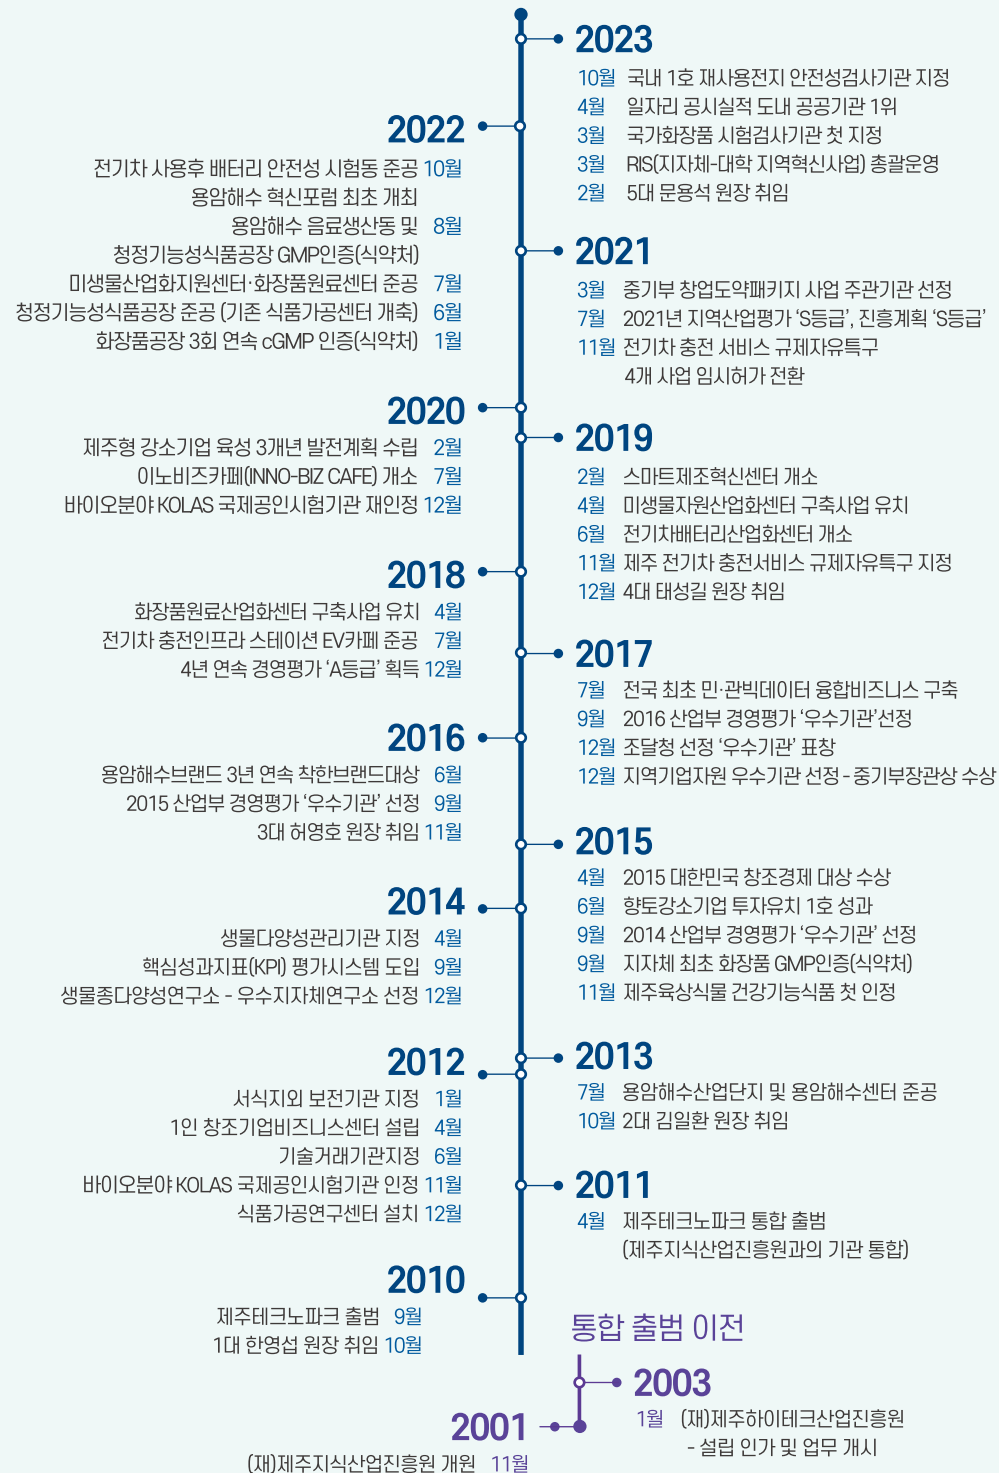 2023
10월 국내 1호 재사용전지 안전성검사기관 지정
4월 일자리 공시실적 도내 공공기관 1위
3월 국가화장품 시험검사기관 첫 지정
3월 RIS(지자체-대학 지역혁신사업) 총괄운영
2월 5대 문용석 원장 취임
2022
전기차 사용후 배터리 안전성 시험동 준공 10월
용암해수 혁신포럼 최초 개최
용암해수 음료생산동 및 8월
청정기능성식품공장 GMP인증(식약처)
미생물산업화지원센터·화장품원료센터 준공 7월
청정기능성식품공장 준공 (기존 식품가공센터 개축) 6월
화장품공장 3회 연속 cGMP 인증(식약처) 1월
2021
3월 중기부 창업도약패키지 사업 주관기관 선정
7월 2021년 지역산업평가 ‘S등급’, 진흥계획 ‘S등급’
11월 전기차 충전 서비스 규제자유특구
4개 사업 임시허가 전환
2020
제주형 강소기업 육성 3개년 발전계획 수립 2월
이노비즈카페(INNO-BIZ CAFE) 개소 7월
바이오분야 KOLAS 국제공인시험기관 재인정 12월
2019
2월 스마트제조혁신센터 개소
4월 미생물자원산업화센터 구축사업 유치
6월 전기차배터리산업화센터 개소
11월 제주 전기차 충전서비스 규제자유특구 지정
12월 4대 태성길 원장 취임
2018
화장품원료산업화센터 구축사업 유치 4월
전기차 충전인프라 스테이션 EV카페 준공 7월
4년 연속 경영평가 ‘A등급’ 획득 12월
2017
7월 전국 최초 민·관빅데이터 융합비즈니스 구축
9월 2016 산업부 경영평가 ‘우수기관’선정
12월 조달청 선정 ‘우수기관’ 표창
12월 지역기업자원 우수기관 선정 - 중기부장관상 수상
2016
용암해수브랜드 3년 연속 착한브랜드대상 6월
2015 산업부 경영평가 ‘우수기관’ 선정 9월
3대 허영호 원장 취임 11월
2015
4월 2015 대한민국 창조경제 대상 수상
6월 향토강소기업 투자유치 1호 성과
9월 2014 산업부 경영평가 ‘우수기관’ 선정
9월 지자체 최초 화장품 GMP인증(식약처)
11월 제주육상식물 건강기능식품 첫 인정
2014
생물다양성관리기관 지정 4월
핵심성과지표(KPI) 평가시스템 도입 9월
생물종다양성연구소 - 우수지자체연구소 선정 12월
2013
7월 용암해수산업단지 및 용암해수센터 준공
10월 2대 김일환 원장 취임
2012
서식지외 보전기관 지정 1월
1인 창조기업비즈니스센터 설립 4월
기술거래기관지정 6월
바이오분야 KOLAS 국제공인시험기관 인정 11월
식품가공연구센터 설치 12월
2011
4월 제주테크노파크 통합 출범
(제주지식산업진흥원과의 기관 통합)
2010
제주테크노파크 출범 9월
1대 한영섭 원장 취임 10월
통합 출범 이전
2003
1월 (재)제주하이테크산업진흥원
- 설립 인가 및 업무 개시
2001
(재)제주지식산업진흥원 개원 11월